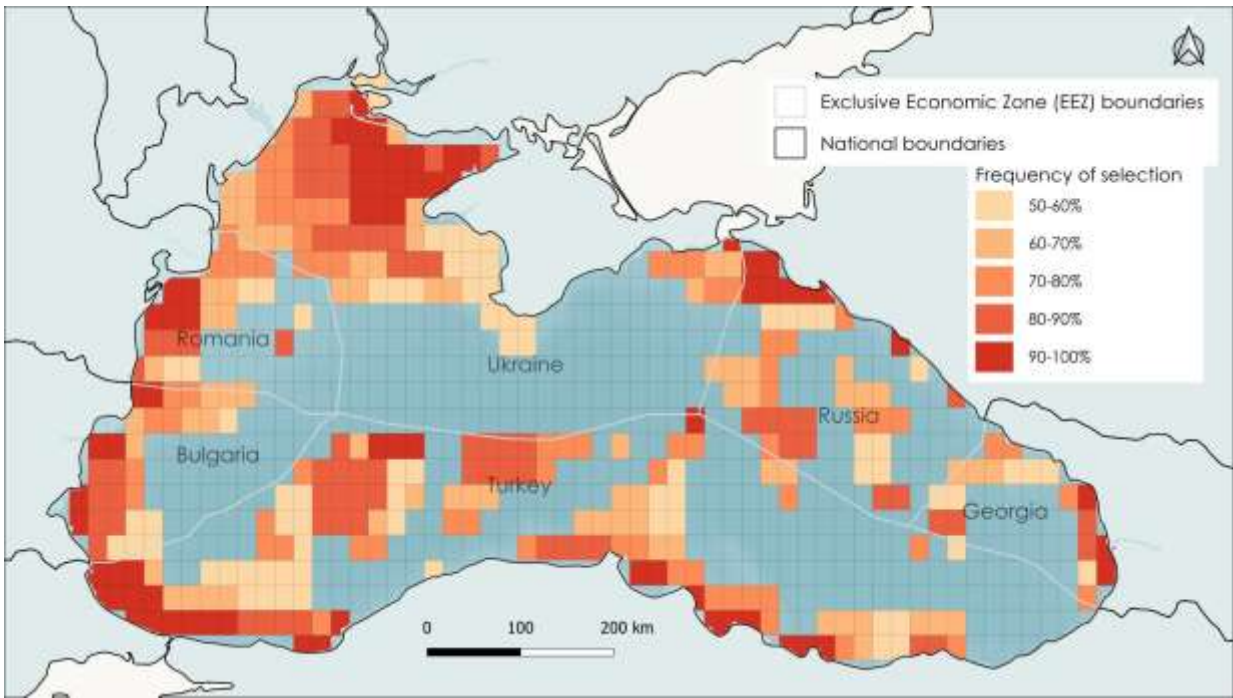 Exclusive Economic Zone (EEZ) boundaries
National boundaries
Frequency of selection
50-60%
60-70%
70-80%
80-90%
90-100%
Romania
Ukraine
Russia
Bulgaria
Turkey
Georgia
0 100 200 km